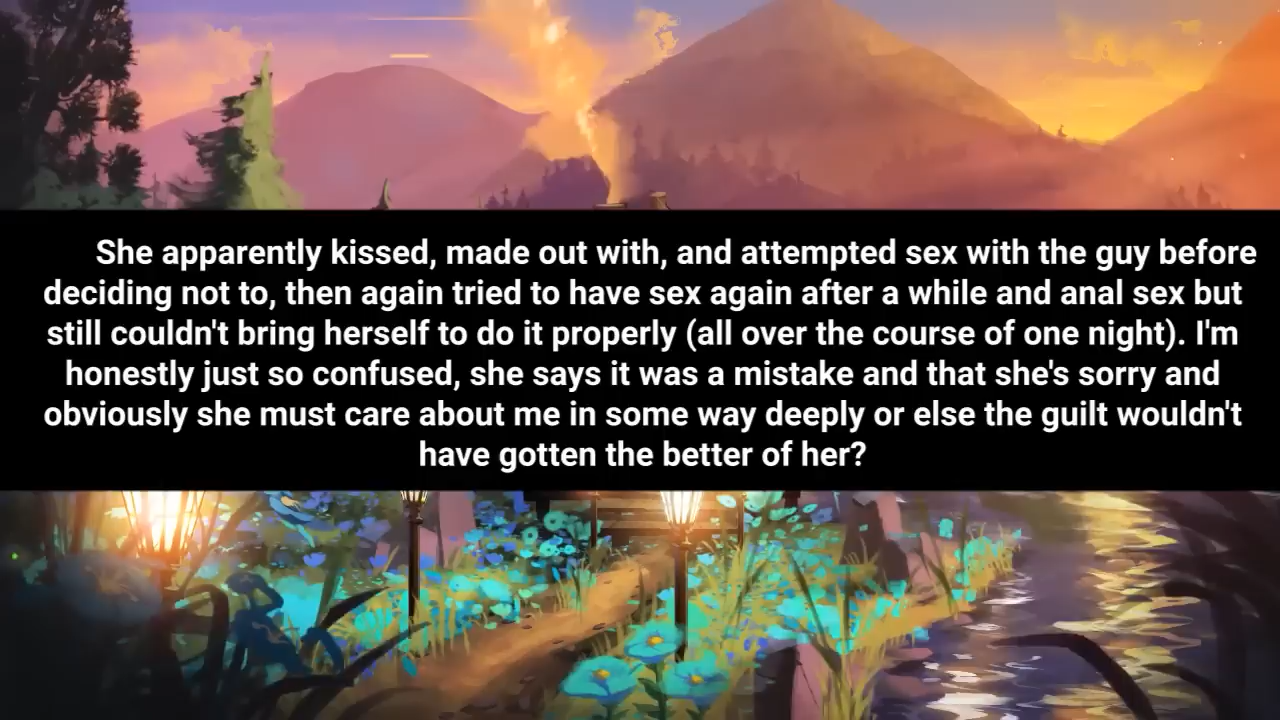 She apparently kissed, made out with, and attempted sex with the guy before
deciding not to, then again tried to have sex again after a while and anal sex but
still couldn't bring herself to do it properly (all over the course of one night). I'm
honestly just so confused, she says it was a mistake and that she's sorry and
obviously she must care about me in some way deeply or else the guilt wouldn't
have gotten the better of her?